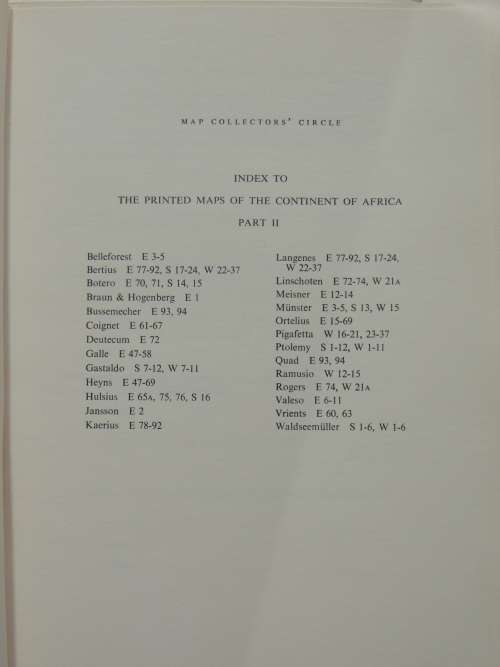 MAP COLLECTORS' CIRCLE
INDEX TO
THE PRINTED MAPS OF THE CONTINENT OF AFRICA
PART II
Belleforest E 3-5
Bertius E 77-92, S 17-24, W 22-37
Botero E 70, 71, S 14, 15
Braun & Hogenberg E 1
Bussemecher E 93, 94
Coignet E 61-67
Deutecum E 72
Galle E 47-58
Gastaldo S 7-12, W 7-11
Heyns E 47-69
Hulsius E 65A, 75, 76, S 16
Jansson E 2
Kaerius E 78-92
Langenes E 77-92, S 17-24,
W 22-37
Linschoten E 72-74, W 21A
Meisner E 12-14
Münster E 3-5, S 13, W 15
Ortelius E 15-69
Pigafetta W 16-21, 23-37
Ptolemy S 1-12, W 1-11
Quad E 93, 94
Ramusio W 12-15
Rogers E 74, W 21A
Valeso E 6-11
Vrients E 60, 63
Waldseemüller S 1-6, W 1-6